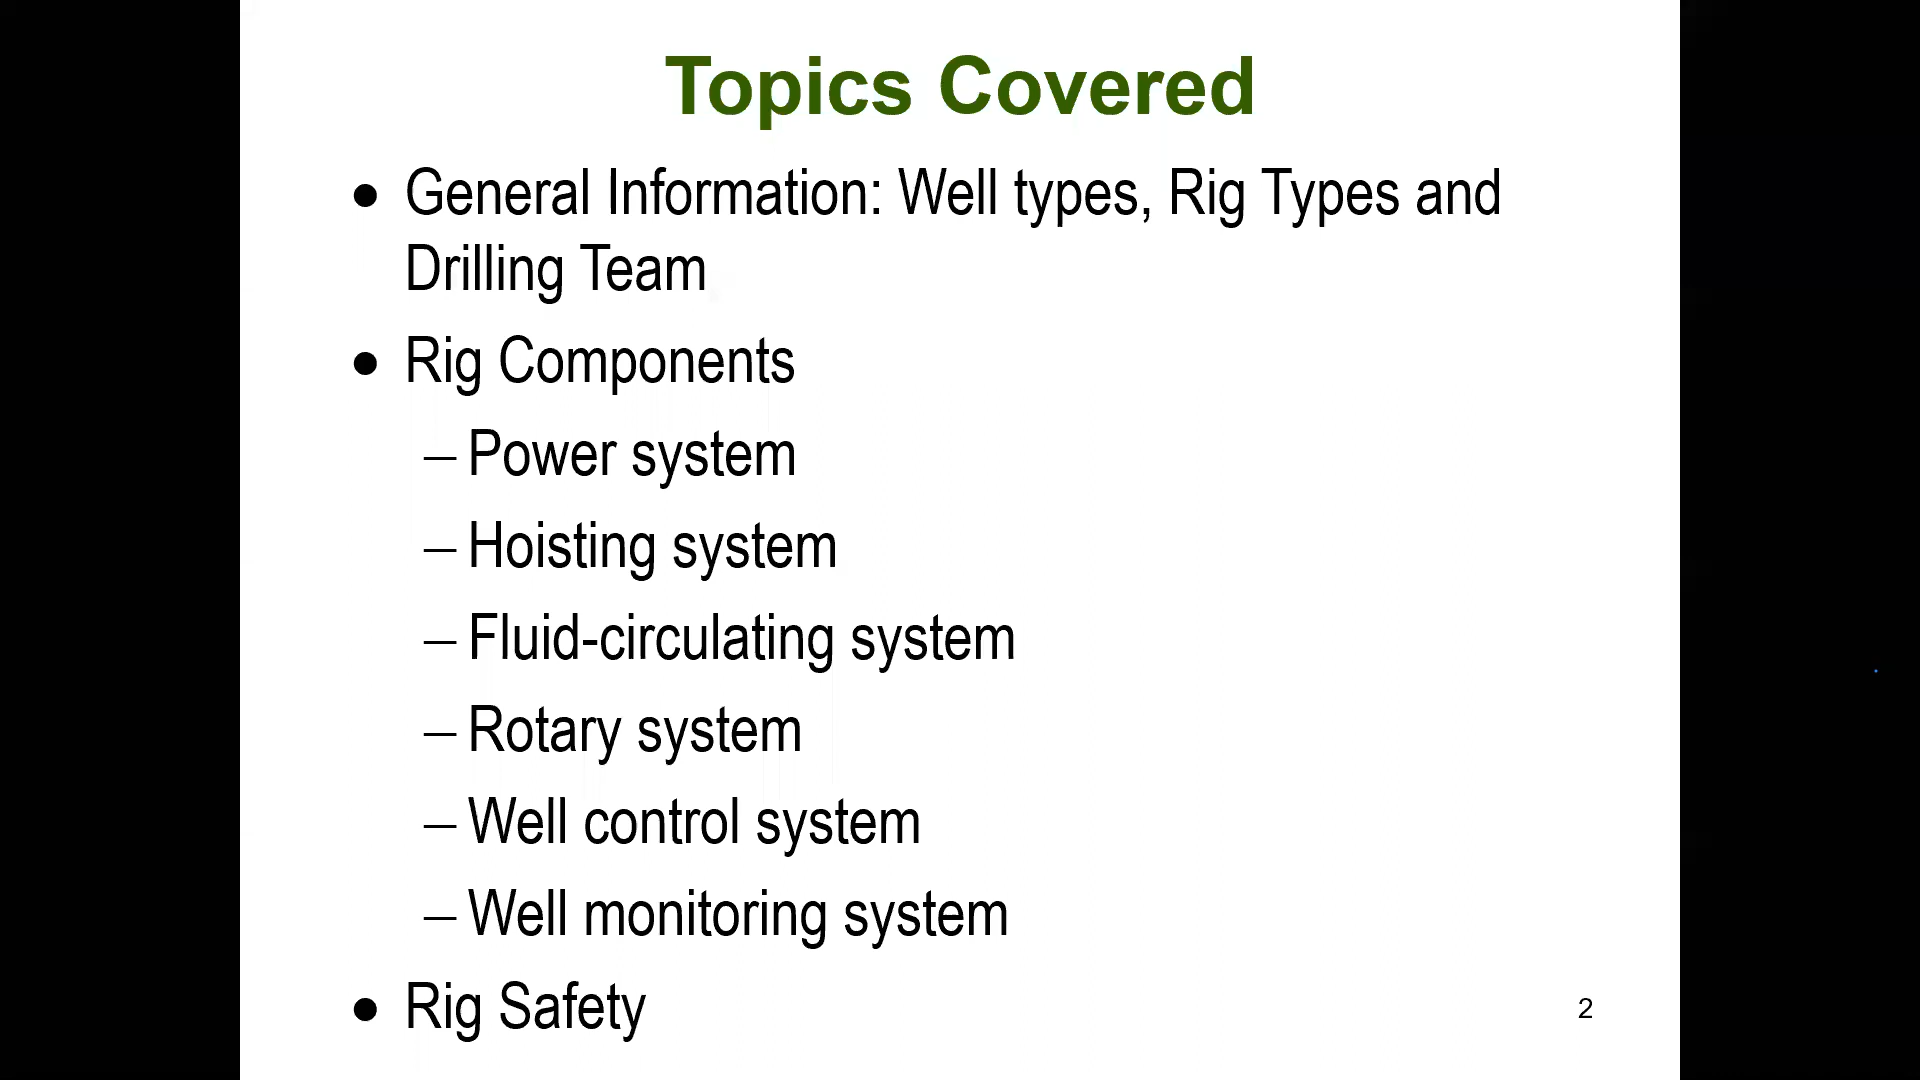 Topics Covered
• General Information: Well types, Rig Types and
Drilling Team
• Rig Components
– Power system
– Hoisting system
– Fluid-circulating system
– Rotary system
– Well control system
– Well monitoring system
• Rig Safety
2